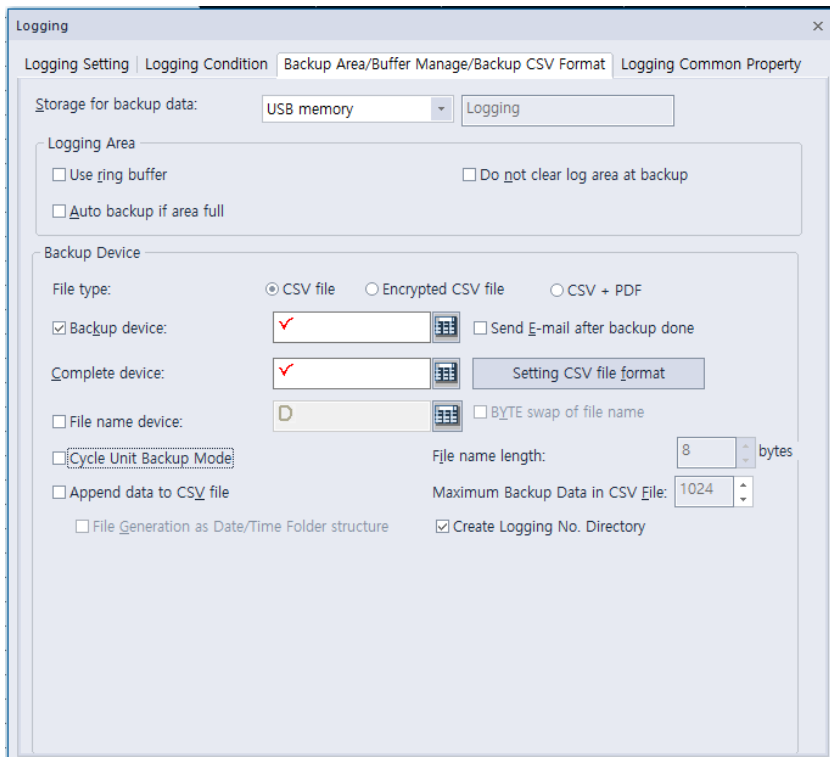 Logging
Logging Setting Logging Condition Backup Area/Buffer Manage/Backup CSV Format Logging Common Property
Storage for backup data: USB memory Logging
Logging Area
Use ring buffer Do not clear log area at backup
Auto backup if area full
Backup Device
File type: CSV file Encrypted CSV file CSV + PDF
Backup device: Send E-mail after backup done
Complete device: Setting CSV file format
File name device: D BYTE swap of file name
Cycle Unit Backup Mode File name length: 8 bytes
Append data to CSV file Maximum Backup Data in CSV File: 1024
File Generation as Date/Time Folder structure Create Logging No. Directory